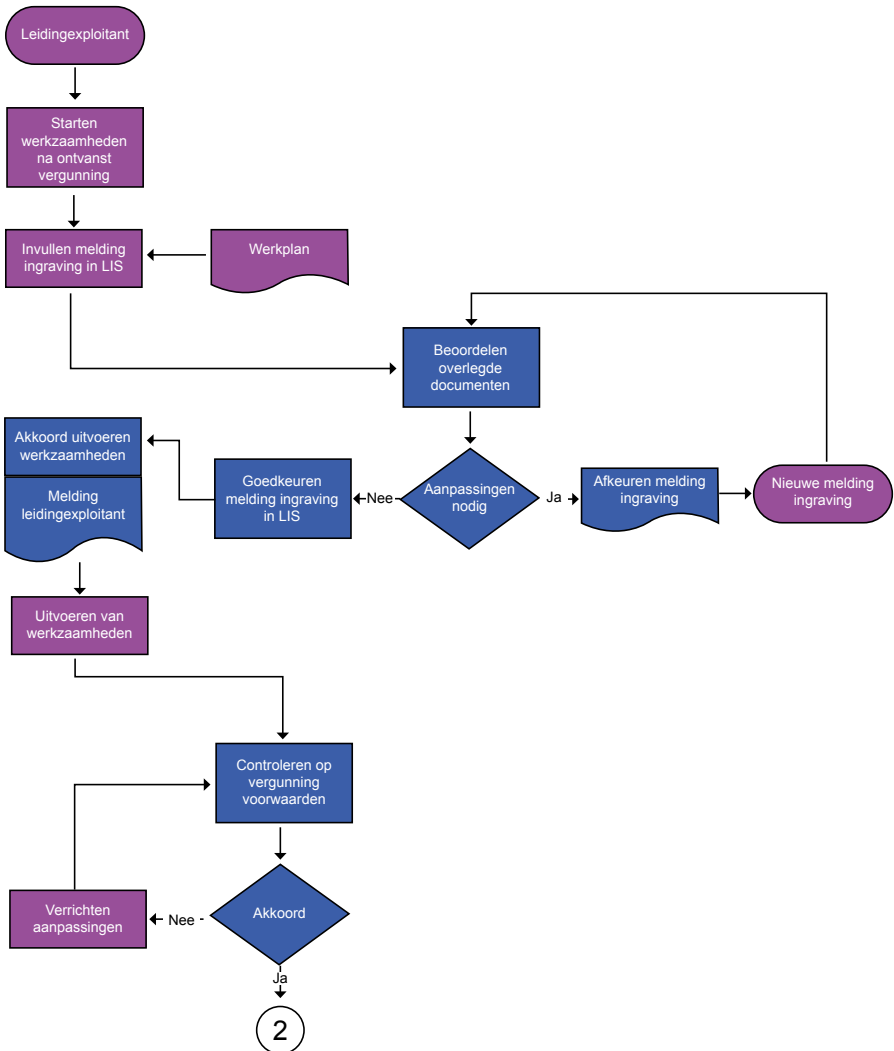 Leidingexploitant
Starten
werkzaamheden
na ontvanst
vergunning
Invullen melding
ingraving in LIS
Werkplan
Beoordelen
overlegde
documenten
Akkoord uitvoeren
werkzaamheden
Melding
leidingexploitant
Goedkeuren
melding ingraving
in LIS
Nee
Aanpassingen
nodig
Ja
Afkeuren melding
ingraving
Nieuwe melding
ingraving
Uitvoeren van
werkzaamheden
Controleren op
vergunning
voorwaarden
Verrichten
aanpassingen
Nee
Akkoord
Ja
2